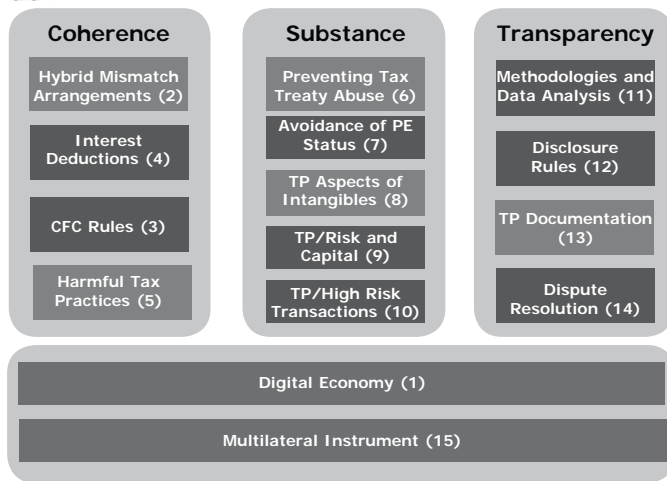 Coherence
Hybrid Mismatch
Arrangements (2)
Interest
Deductions (4)
CFC Rules (3)
Harmful Tax
Practices (5)
Substance
Preventing Tax
Treaty Abuse (6)
Avoidance of PE
Status (7)
TP Aspects of
Intangibles (8)
TP/Risk and
Capital (9)
TP/High Risk
Transactions (10)
Transparency
Methodologies and
Data Analysis (11)
Disclosure
Rules (12)
TP Documentation
(13)
Dispute
Resolution (14)
Digital Economy (1)
Multilateral Instrument (15)